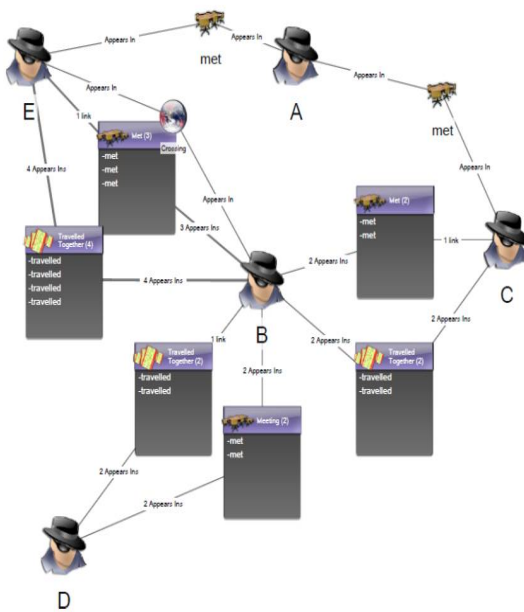 Appears In
Appears In
met
E
A
Appears In
Appears In
met
1 link
Crossing
Met (3)
-met
-met
-met
Appears In
Appears In
4 Appears Ins
Met (2)
-met
-met
3 Appears Ins
Travelled
Together (4)
-travelled
-travelled
-travelled
-travelled
1 link
C
2 Appears Ins
4 Appears Ins
B
1 link
2 Appears Ins
2 Appears Ins
Travelled
Together (2)
-travelled
-travelled
2 Appears Ins
Travelled
Together (2)
-travelled
-travelled
Meeting (2)
-met
-met
2 Appears Ins
2 Appears Ins
D